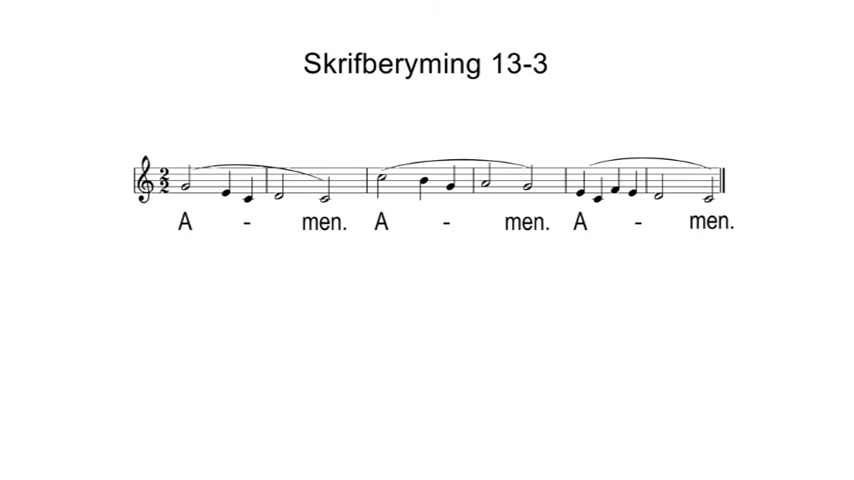 Skrifberyming 13-3
A - men. A - men. A - men.